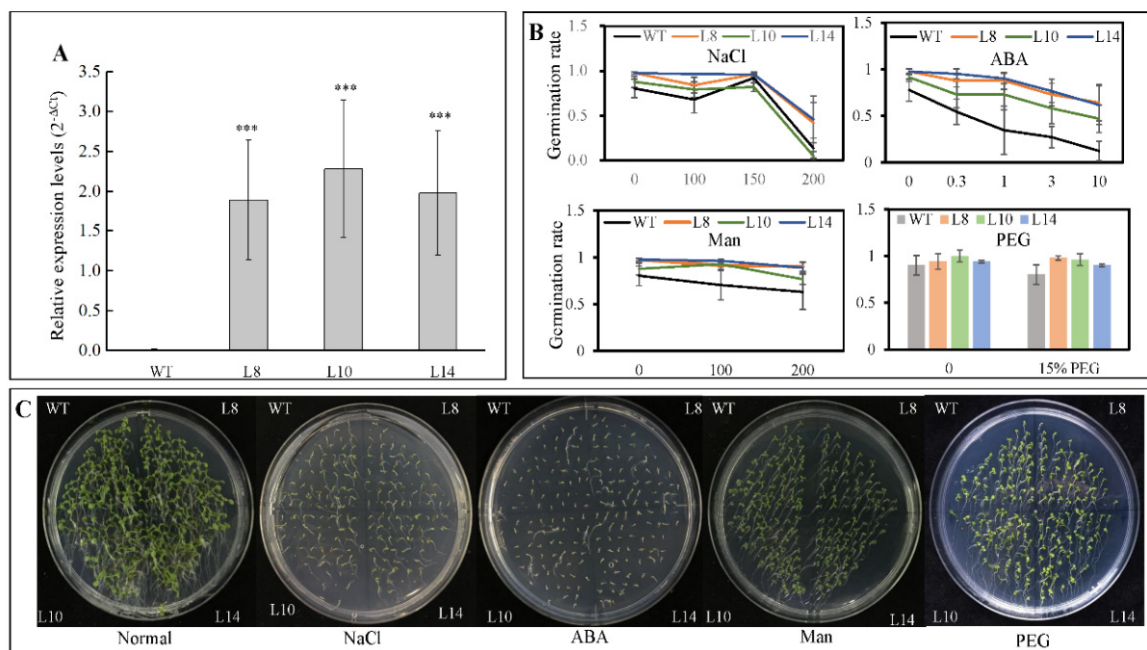 A
Relative expression levels (2^-ΔCt)
3.5
3.0
2.5
2.0
1.5
1.0
0.5
0.0
***
***
***
WT L8 L10 L14
B
Germination rate
1.5
1.0
0.5
0.0
WT L8 L10 L14
NaCl
0 100 150 200
1.5
1
0.5
0
WT L8 L10 L14
ABA
0 0.3 1 3 10
Germination rate
1.5
1
0.5
0
WT L8 L10 L14
Man
0 100 200
1.5
1
0.5
0
WT L8 L10 L14
PEG
0 15% PEG
C
WT L8
L10 L14
Normal
WT L8
L10 L14
NaCl
WT L8
L10 L14
ABA
WT L8
L10 L14
Man
WT L8
L10 L14
PEG